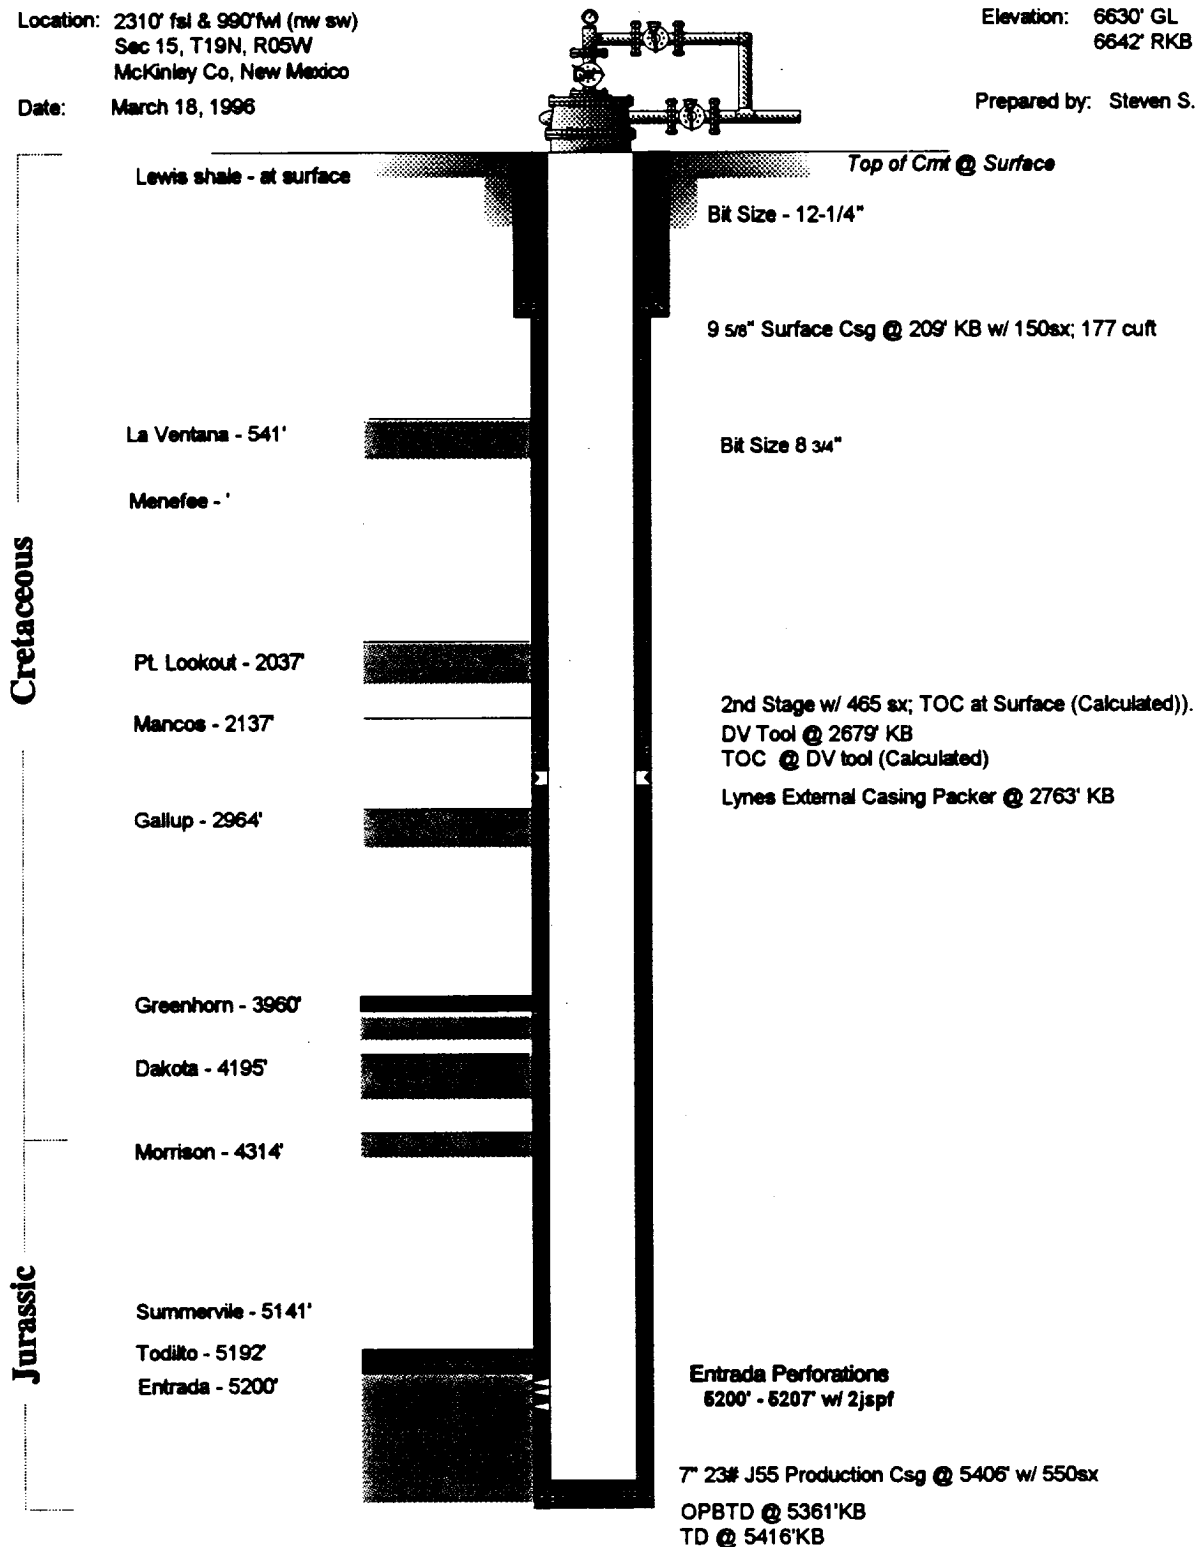 Location: 2310' fsl & 990'fwl (nw sw)
Sec 15, T19N, R05W
McKinley Co, New Mexico
Date: March 18, 1996
Elevation: 6630' GL
6642' RKB
Prepared by: Steven S.
Top of Cmt @ Surface
Lewis shale - at surface
Bit Size - 12-1/4"
9 5/8" Surface Csg @ 209' KB w/ 150sx; 177 cuft
La Ventana - 541'
Bit Size 8 3/4"
Menefee - '
Cretaceous
Pt. Lookout - 2037'
Mancos - 2137'
2nd Stage w/ 465 sx; TOC at Surface (Calculated)).
DV Tool @ 2679' KB
TOC @ DV tool (Calculated)
Lynes External Casing Packer @ 2763' KB
Gallup - 2964'
Greenhorn - 3960'
Dakota - 4195'
Morrison - 4314'
Jurassic
Summervile - 5141'
Todilto - 5192'
Entrada - 5200'
Entrada Perforations
5200' - 5207' w/ 2jspf
7" 23# J55 Production Csg @ 5406' w/ 550sx
OPBTD @ 5361'KB
TD @ 5416'KB